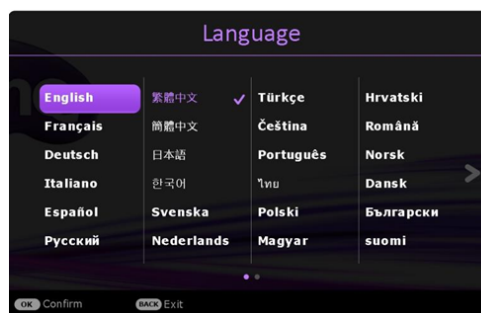 Language
English
Français
Deutsch
Italiano
Español
Русский
繁體中文
簡體中文
日本語
한국어
Svenska
Nederlands
Türkçe
Čeština
Português
ไทย
Polski
Magyar
Hrvatski
Română
Norsk
Dansk
Български
suomi
OK Confirm
BACK Exit